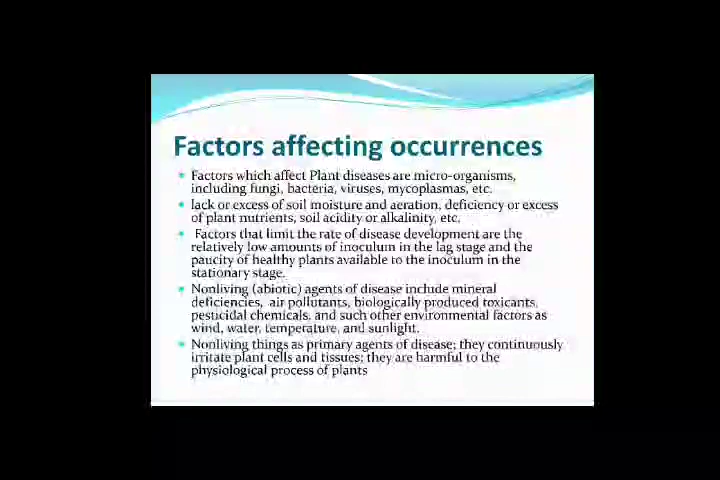 Factors affecting occurrences
Factors which affect Plant diseases are micro-organisms,
including fungi, bacteria, viruses, mycoplasmas, etc.
lack or excess of soil moisture and aeration, deficiency or excess
of plant nutrients, soil acidity or alkalinity, etc.
Factors that limit the rate of disease development are the
relatively low amounts of inoculum in the lag stage and the
paucity of healthy plants available to the inoculum in the
stationary stage.
Nonliving (abiotic) agents of disease include mineral
deficiencies, air pollutants, biologically produced toxicants,
pesticidal chemicals, and such other environmental factors as
wind, water, temperature, and sunlight.
Nonliving things as primary agents of disease; they continuously
irritate plant cells and tissues; they are harmful to the
physiological process of plants